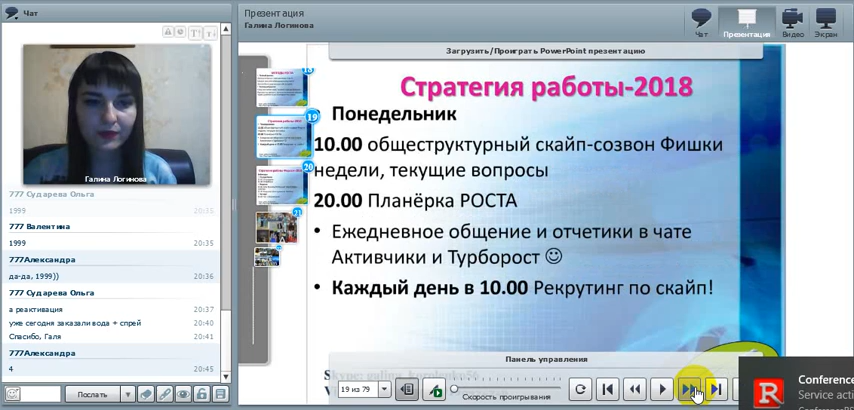 Чат
Галина Логинова
777 Сударева Ольга
1999 20:35
777 Валентина
1999 20:35
777Александра
да-да, 1999)) 20:36
777 Сударева Ольга
а реактивация 20:37
уже сегодня заказали вода + спрей 20:40
Спасибо, Галя 20:41
777Александра
4 20:45
Послать
Презентация
Галина Логинова
Чат
Презентация
Видео
Экран
Загрузить/Проиграть PowerPoint презентацию
19
20
21
Стратегия работы-2018
Понедельник
10.00 общеструктурный скайп-созвон Фишки
недели, текущие вопросы
20.00 Планёрка РОСТА
• Ежедневное общение и отчетики в чате
Активчики и Турборост ☺
• Каждый день в 10.00 Рекрутинг по скайп!
Панель управления
19 из 79
Скорость проигрывания
R
Conference
Service acti